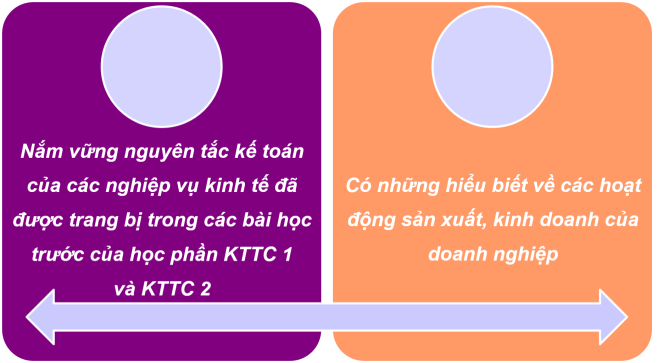 Nắm vững nguyên tắc kế toán
của các nghiệp vụ kinh tế đã
được trang bị trong các bài học
trước của học phần KTTC 1
và KTTC 2
Có những hiểu biết về các hoạt
động sản xuất, kinh doanh của
doanh nghiệp